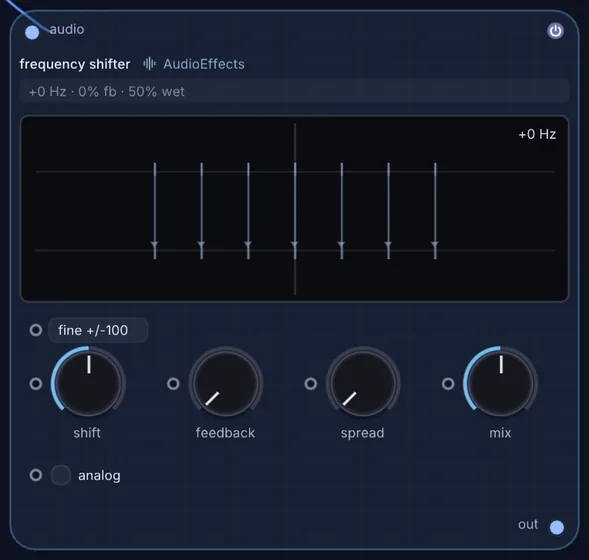 audio
frequency shifter AudioEffects
+0 Hz · 0% fb · 50% wet
+0 Hz
fine +/-100
shift feedback spread mix
analog
out